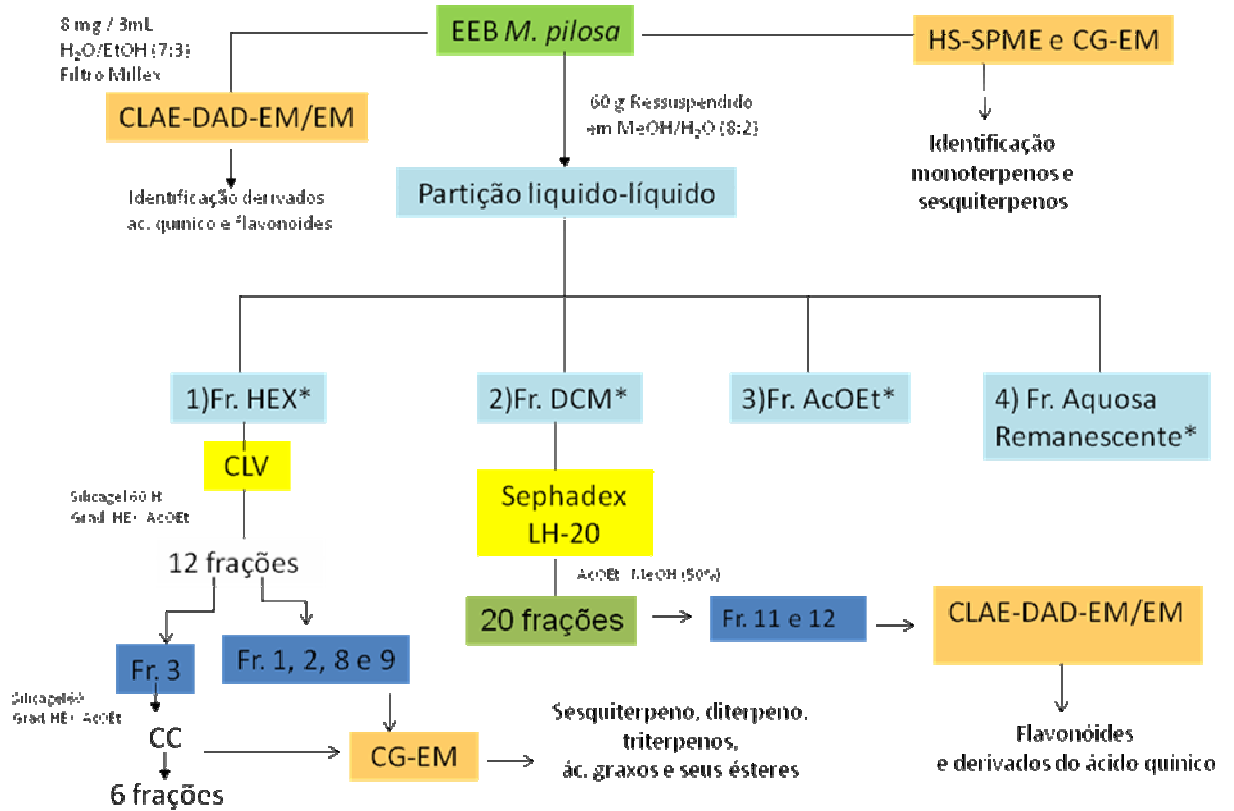 8 mg / 3mL
H₂O/EtOH (7:3)
Filtro Millex
EEB M. pilosa
HS-SPME e CG-EM
CLAE-DAD-EM/EM
60 g Ressuspendido
em MeOH/H₂O (8:2)
Identificação
monoterpenos e
sesquiterpenos
Identificação derivados
ac. quinico e flavonoides
Partição liquido-líquido
1)Fr. HEX*
2)Fr. DCM*
3)Fr. AcOEt*
4) Fr. Aquosa
Remanescente*
CLV
Silicagel 60 H
Grad HE AcOEt
Sephadex
LH-20
12 frações
AcOEt MeOH (50%)
20 frações
Fr. 11 e 12
CLAE-DAD-EM/EM
Fr. 3
Fr. 1, 2, 8 e 9
Silicagel 60
Grad HE AcOEt
CC
CG-EM
Sesquiterpeno, diterpeno,
triterpenos,
ác. graxos e seus ésteres
Flavonóides
e derivados do ácido quínico
6 frações